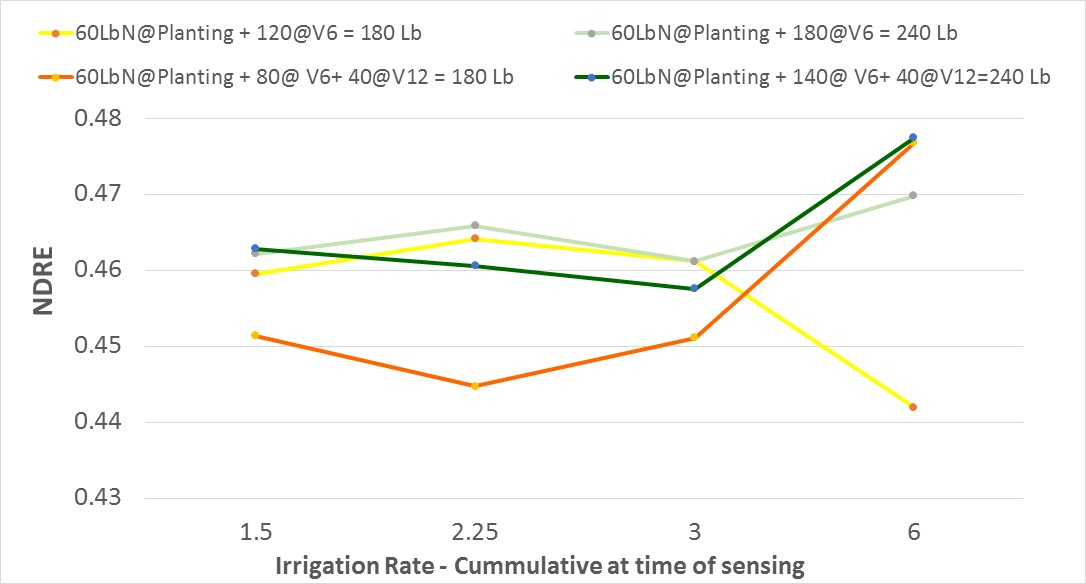 60LbN@Planting + 120@V6 = 180 Lb
60LbN@Planting + 180@V6 = 240 Lb
60LbN@Planting + 80@ V6+ 40@V12 = 180 Lb
60LbN@Planting + 140@ V6+ 40@V12=240 Lb
0.48
0.47
0.46
0.45
0.44
0.43
NDRE
1.5 2.25 3 6
Irrigation Rate - Cummulative at time of sensing